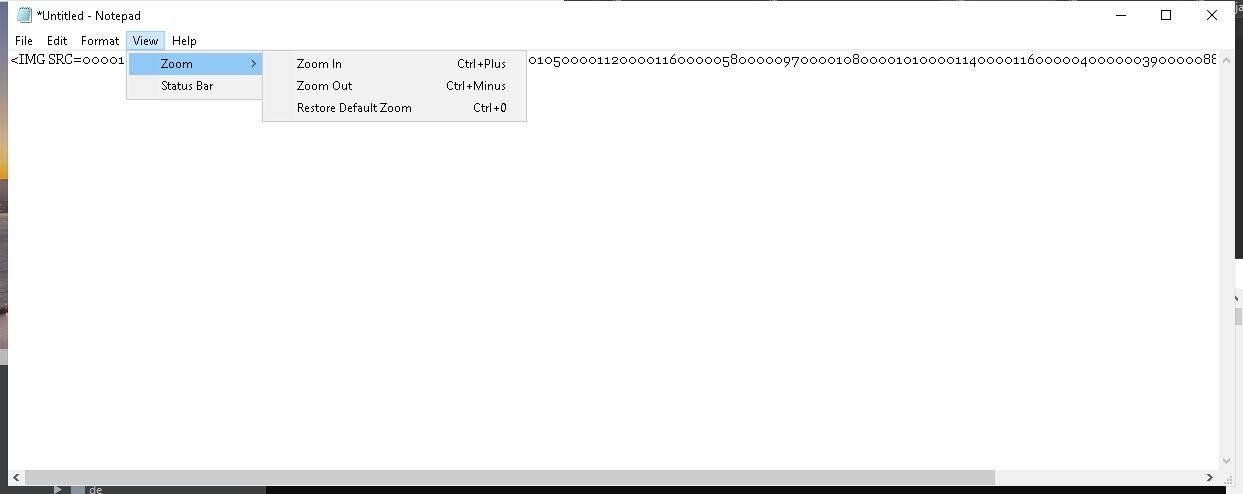 *Untitled - Notepad
File Edit Format View Help
<IMG SRC=00001
01050000112000011600000580000097000010800001010000114000011600000400000390000088
Zoom
Status Bar
Zoom In Ctrl+Plus
Zoom Out Ctrl+Minus
Restore Default Zoom Ctrl+0
de